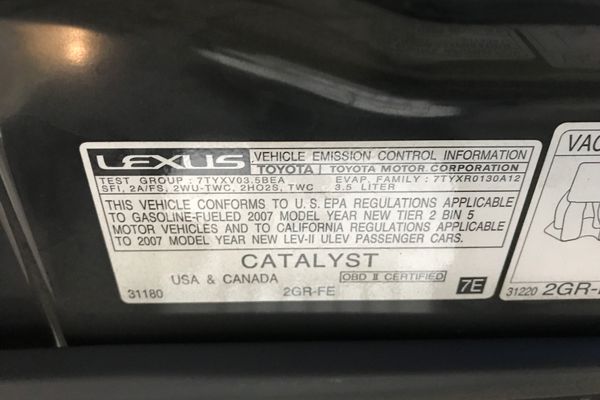 LEXUS VEHICLE EMISSION CONTROL INFORMATION
TOYOTA TOYOTA MOTOR CORPORATION
TEST GROUP : 7TYXV03.5BEA EVAP. FAMILY : 7TYXR0130A12
SFI, 2A/FS, 2WU-TWC, 2HO2S, TWC 3.5 LITER
THIS VEHICLE CONFORMS TO U.S.EPA REGULATIONS APPLICABLE
TO GASOLINE-FUELED 2007 MODEL YEAR NEW TIER 2 BIN 5
MOTOR VEHICLES AND TO CALIFORNIA REGULATIONS APPLICABLE
TO 2007 MODEL YEAR NEW LEV-II ULEV PASSENGER CARS.
CATALYST
USA & CANADA OBD II CERTIFIED
31180 2GR-FE 7E
31220 2GR-